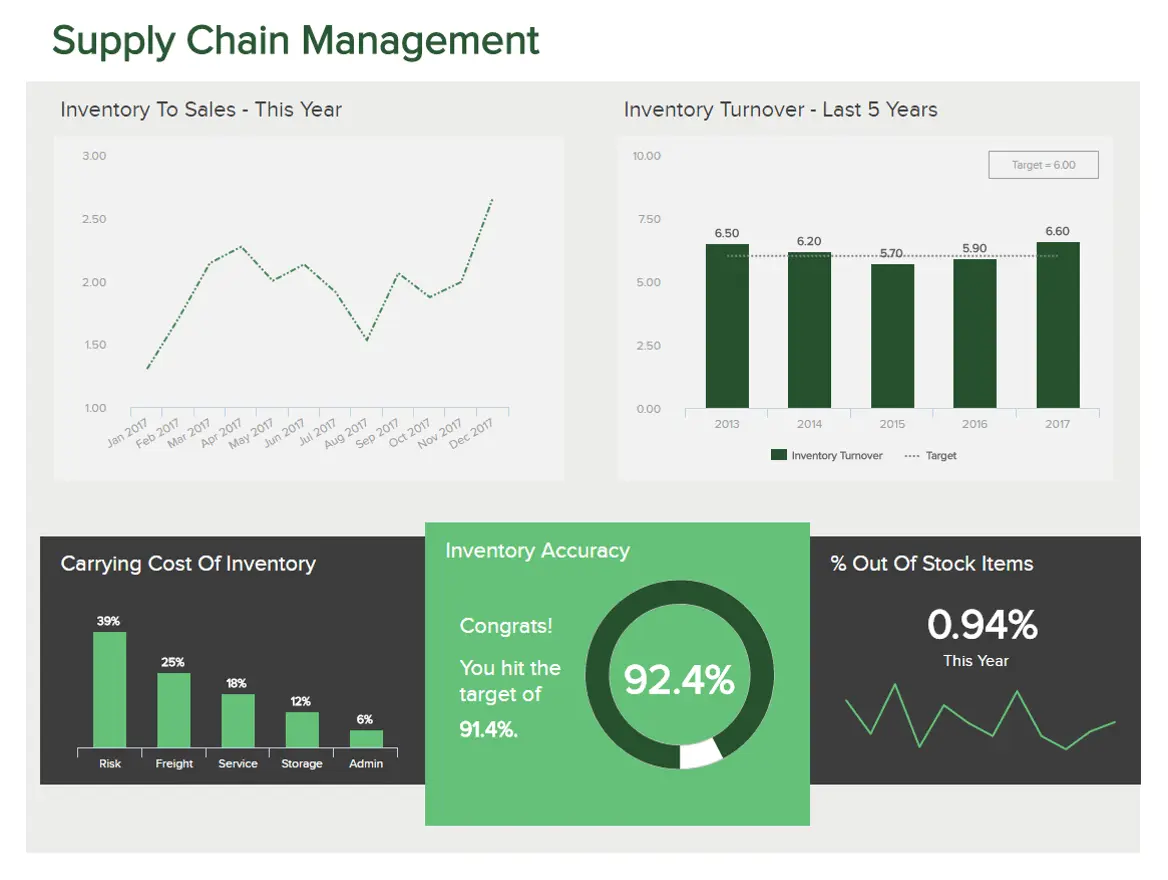 Supply Chain Management
Inventory To Sales - This Year
3.00
2.50
2.00
1.50
1.00
Jan 2017
Feb 2017
Mar 2017
Apr 2017
May 2017
Jun 2017
Jul 2017
Aug 2017
Sep 2017
Oct 2017
Nov 2017
Dec 2017
Inventory Turnover - Last 5 Years
10.00
7.50
5.00
2.50
0.00
Target = 6.00
6.50
6.20
5.70
5.90
6.60
2013
2014
2015
2016
2017
Inventory Turnover
Target
Carrying Cost Of Inventory
39%
25%
18%
12%
6%
Risk
Freight
Service
Storage
Admin
Inventory Accuracy
Congrats!
You hit the
target of
91.4%.
92.4%
% Out Of Stock Items
0.94%
This Year